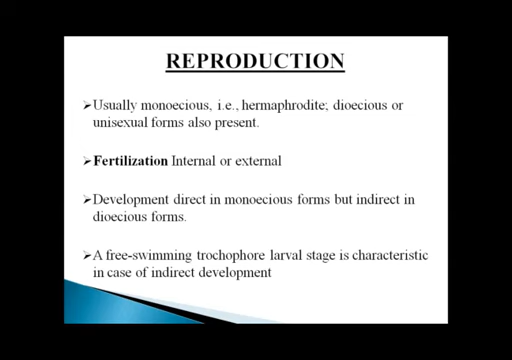 REPRODUCTION
➢Usually monoecious, i.e., hermaphrodite; dioecious or
unisexual forms also present.
➢Fertilization Internal or external
➢Development direct in monoecious forms but indirect in
dioecious forms.
➢A free-swimming trochophore larval stage is characteristic
in case of indirect development